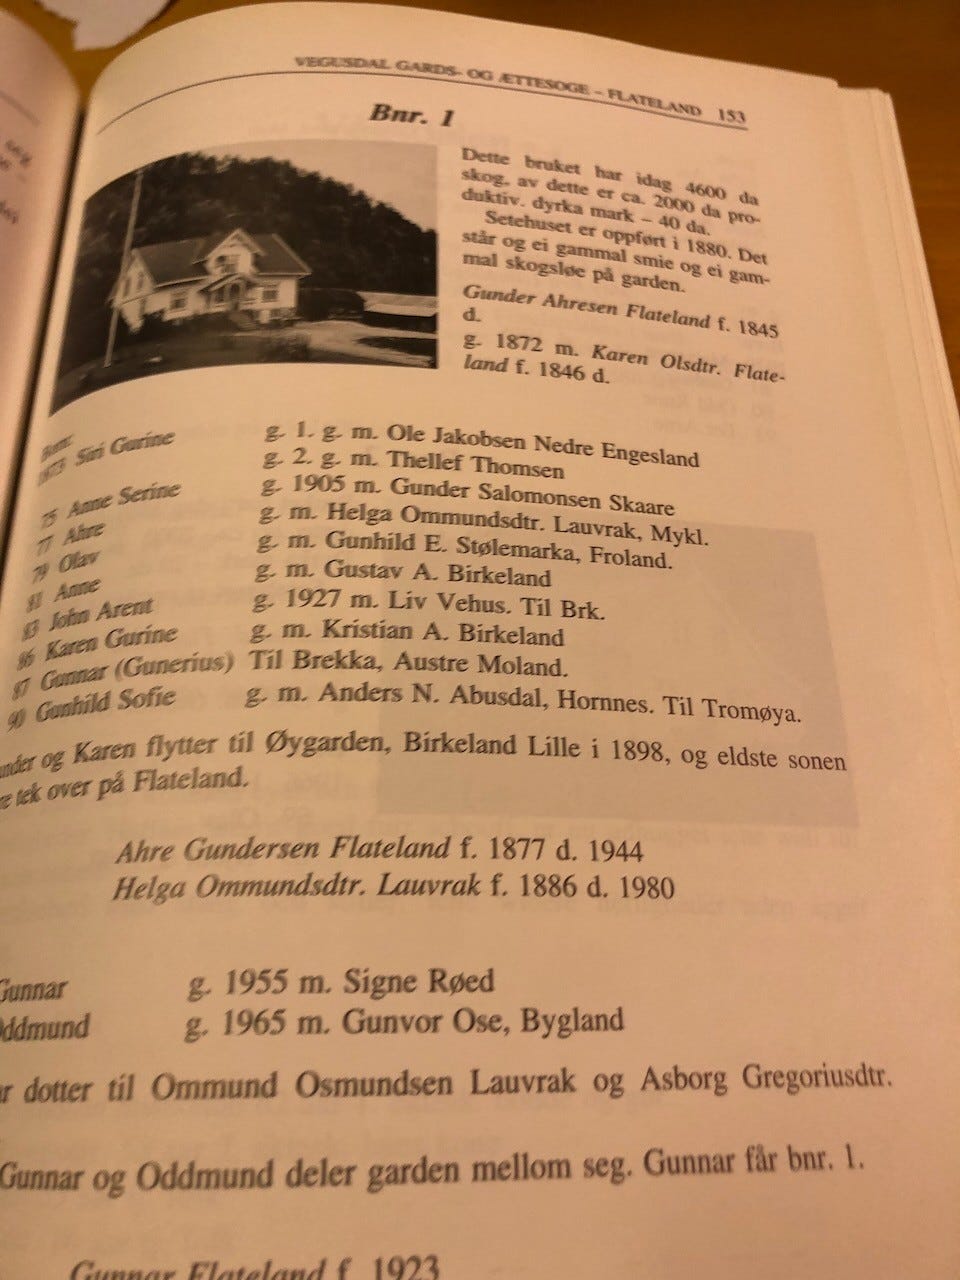 VEGUSDAL GARDS- OG ÆTTESOGE – FLATELAND 153
Bnr. 1
Dette bruket har idag 4600 da
skog, av dette er ca. 2000 da pro-
duktiv. dyrka mark – 40 da.
Setehuset er oppført i 1880. Det
står og ei gammal smie og ei gam-
mal skogsløe på garden.
Gunder Ahresen Flateland f. 1845
d.
g. 1872 m. Karen Olsdtr. Flate-
land f. 1846 d.
Born:
1873 Siri Gurine g. 1. g. m. Ole Jakobsen Nedre Engesland
g. 2. g. m. Thellef Thomsen
75 Anne Serine g. 1905 m. Gunder Salomonsen Skaare
77 Ahre g. m. Helga Ommundsdtr. Lauvrak, Mykl.
79 Olav g. m. Gunhild E. Stølemarka, Froland.
81 Anne g. m. Gustav A. Birkeland
83 John Arent g. 1927 m. Liv Vehus. Til Brk.
86 Karen Gurine g. m. Kristian A. Birkeland
87 Gunnar (Gunerius) Til Brekka, Austre Moland.
90 Gunhild Sofie g. m. Anders N. Abusdal, Hornnes. Til Tromøya.
under og Karen flytter til Øygarden, Birkeland Lille i 1898, og eldste sonen
re tek over på Flateland.
Ahre Gundersen Flateland f. 1877 d. 1944
Helga Ommundsdtr. Lauvrak f. 1886 d. 1980
Gunnar g. 1955 m. Signe Røed
Oddmund g. 1965 m. Gunvor Ose, Bygland
r dotter til Ommund Osmundsen Lauvrak og Asborg Gregoriusdtr.
Gunnar og Oddmund deler garden mellom seg. Gunnar får bnr. 1.
Gunnar Flateland f. 1923